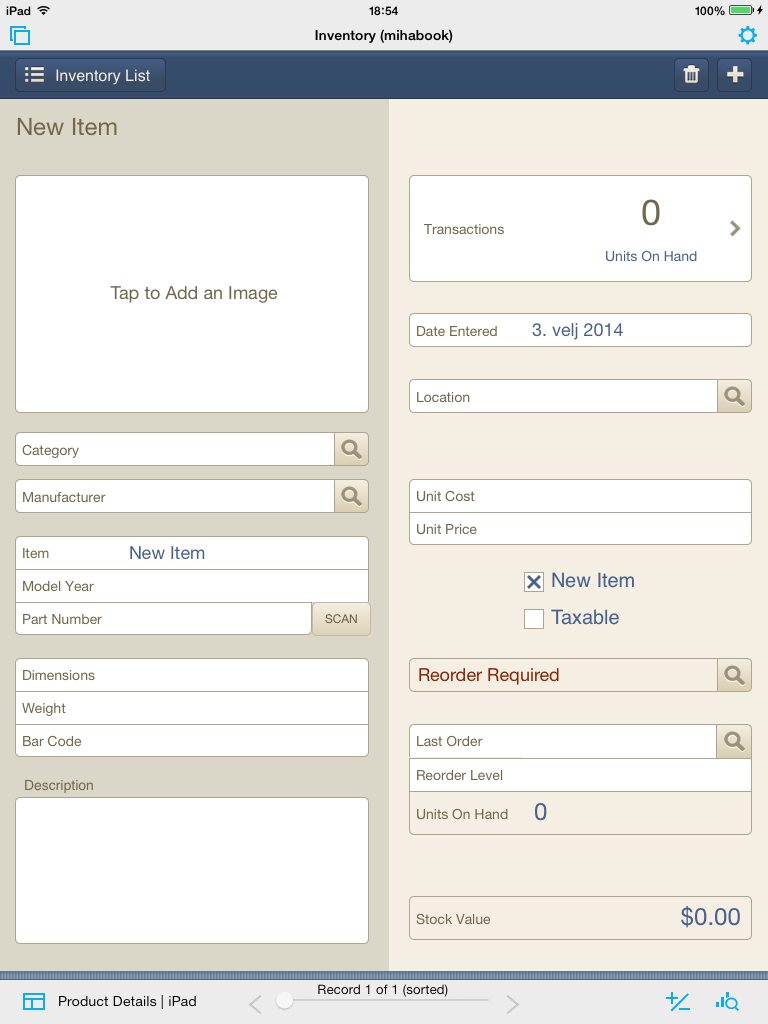 iPad 18:54 100%
Inventory (mihabook)
Inventory List
New Item
Tap to Add an Image
Category
Manufacturer
Item New Item
Model Year
Part Number SCAN
Dimensions
Weight
Bar Code
Description
0
Transactions
Units On Hand
Date Entered 3. velj 2014
Location
Unit Cost
Unit Price
New Item
Taxable
Reorder Required
Last Order
Reorder Level
Units On Hand 0
Stock Value $0.00
Product Details | iPad
Record 1 of 1 (sorted)